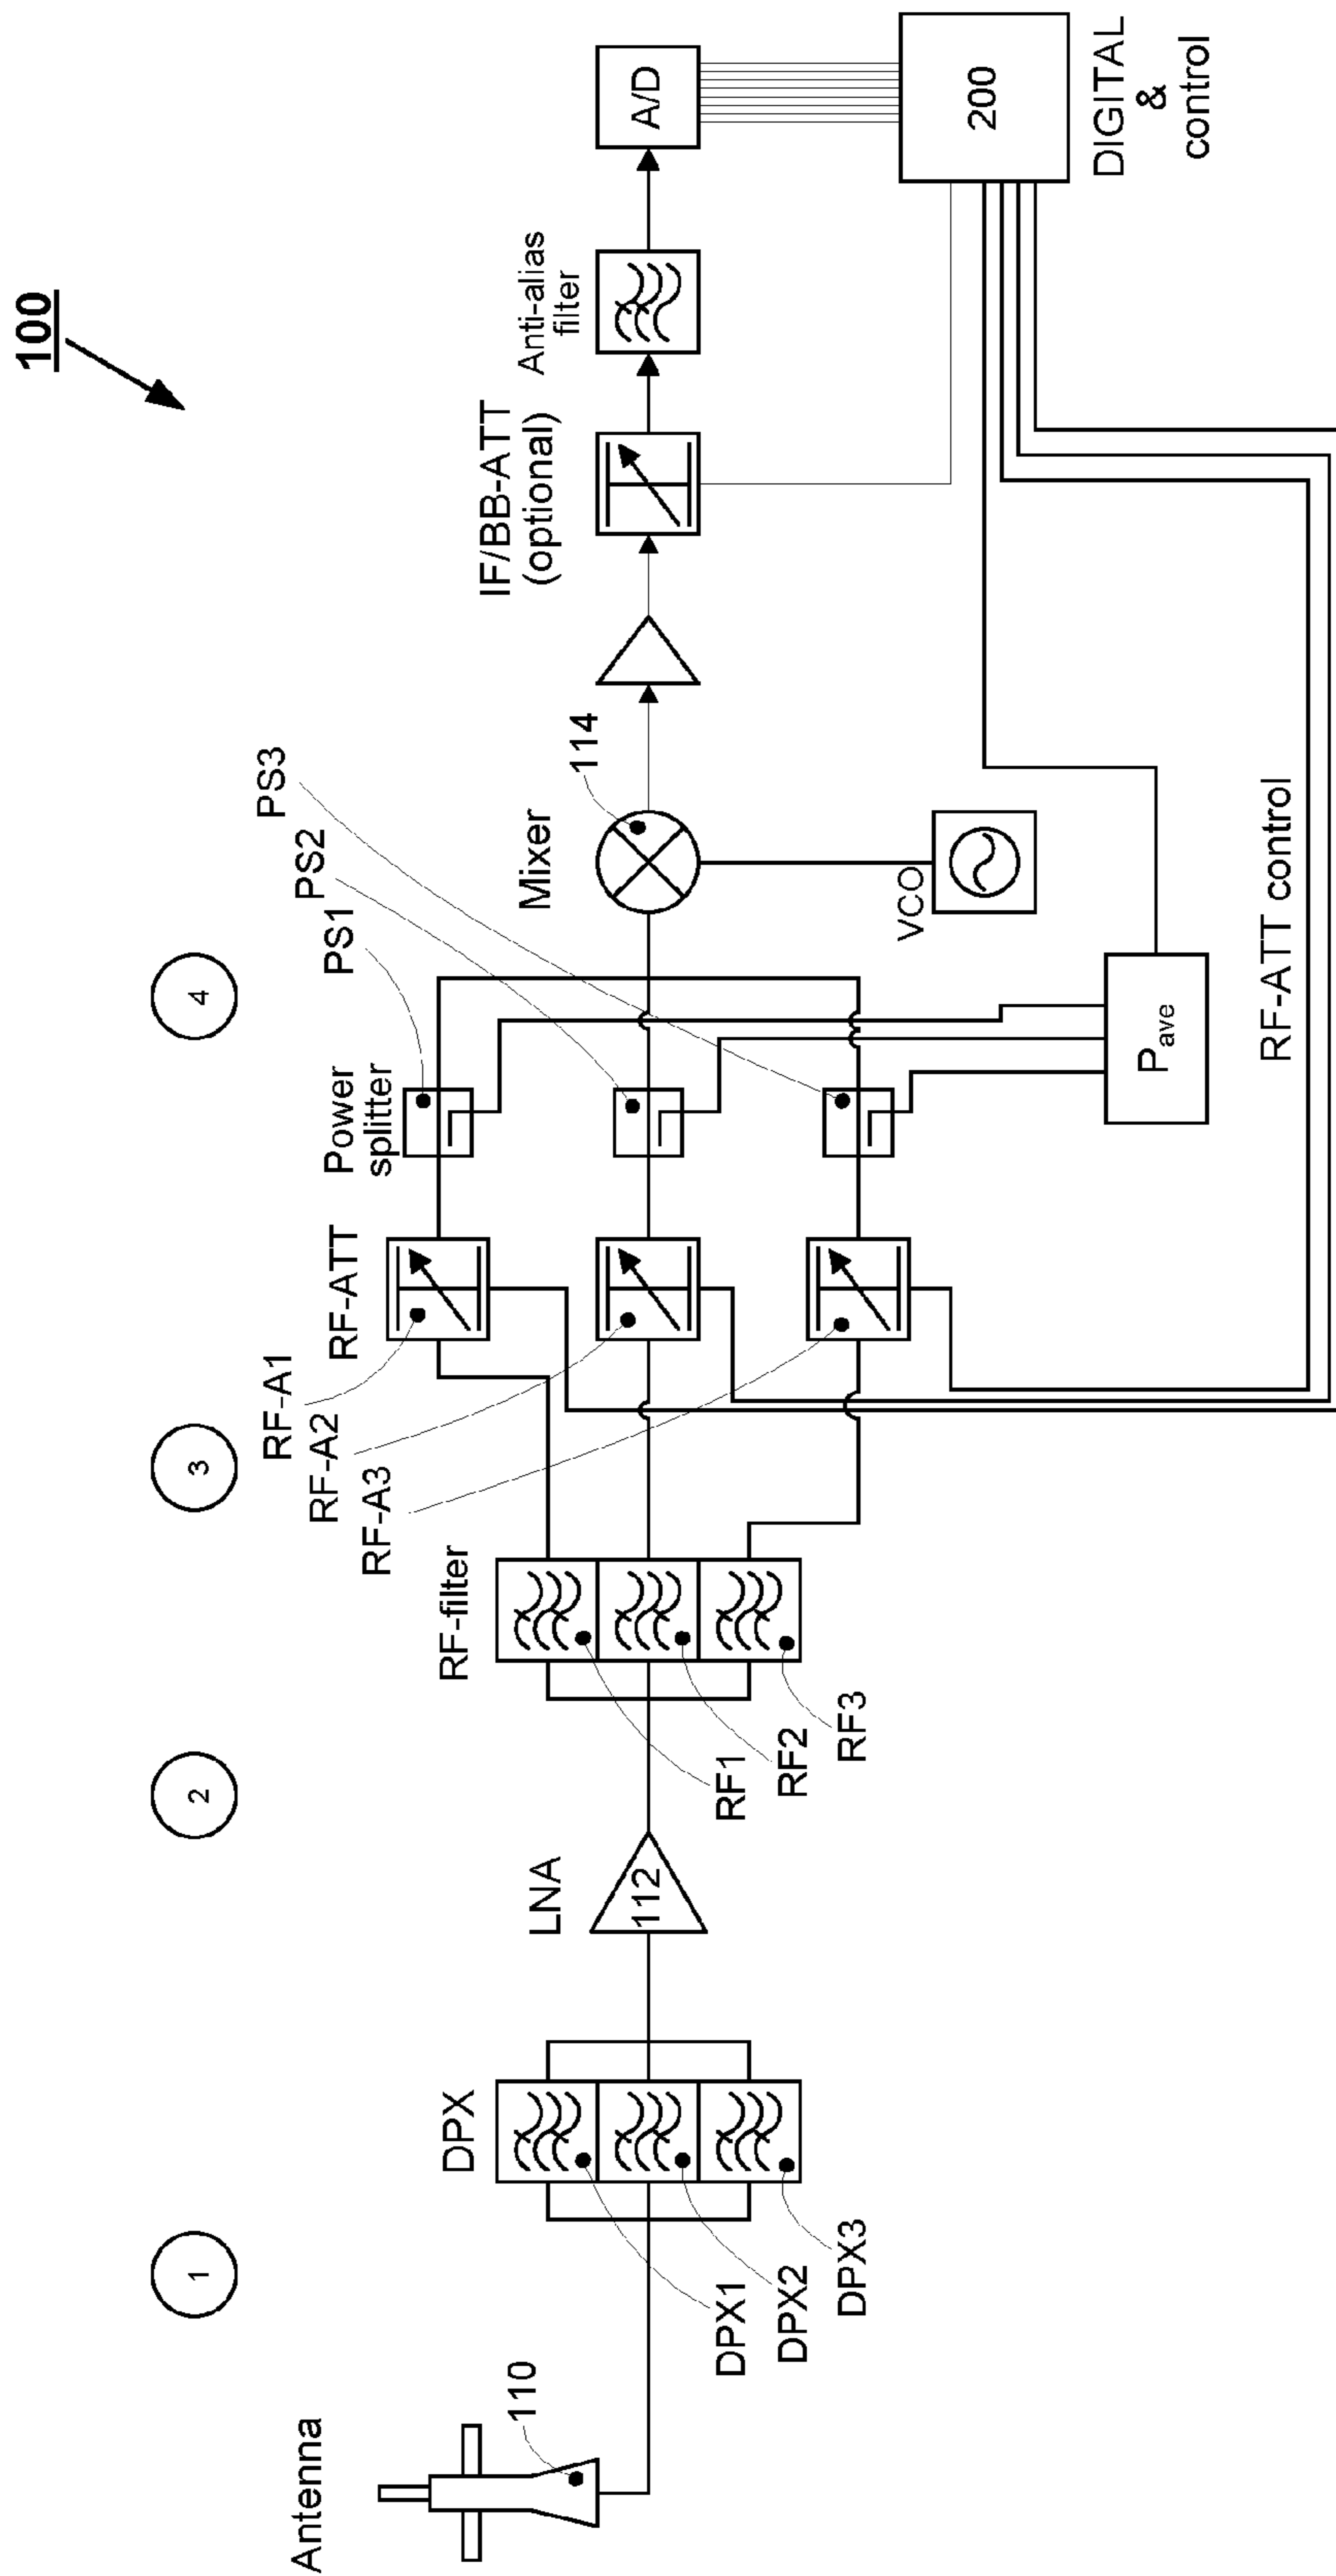 100
1
2
3
4
Antenna
110
DPX
DPX1
DPX2
DPX3
LNA
112
RF-filter
RF1
RF2
RF3
RF-A1
RF-A2
RF-A3
RF-ATT
Power
splitter
PS1
PS2
PS3
Mixer
114
VCO
Pave
RF-ATT control
IF/BB-ATT
(optional)
Anti-alias
filter
A/D
200
DIGITAL
&
control